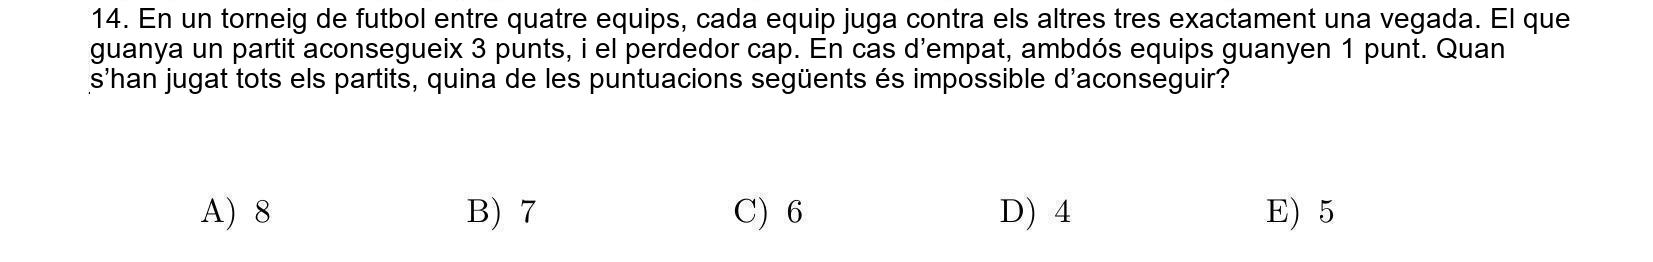 14. En un torneig de futbol entre quatre equips, cada equip juga contra els altres tres exactament una vegada. El que
guanya un partit aconsegueix 3 punts, i el perdedor cap. En cas d’empat, ambdós equips guanyen 1 punt. Quan
s’han jugat tots els partits, quina de les puntuacions següents és impossible d’aconseguir?
A) 8 B) 7 C) 6 D) 4 E) 5